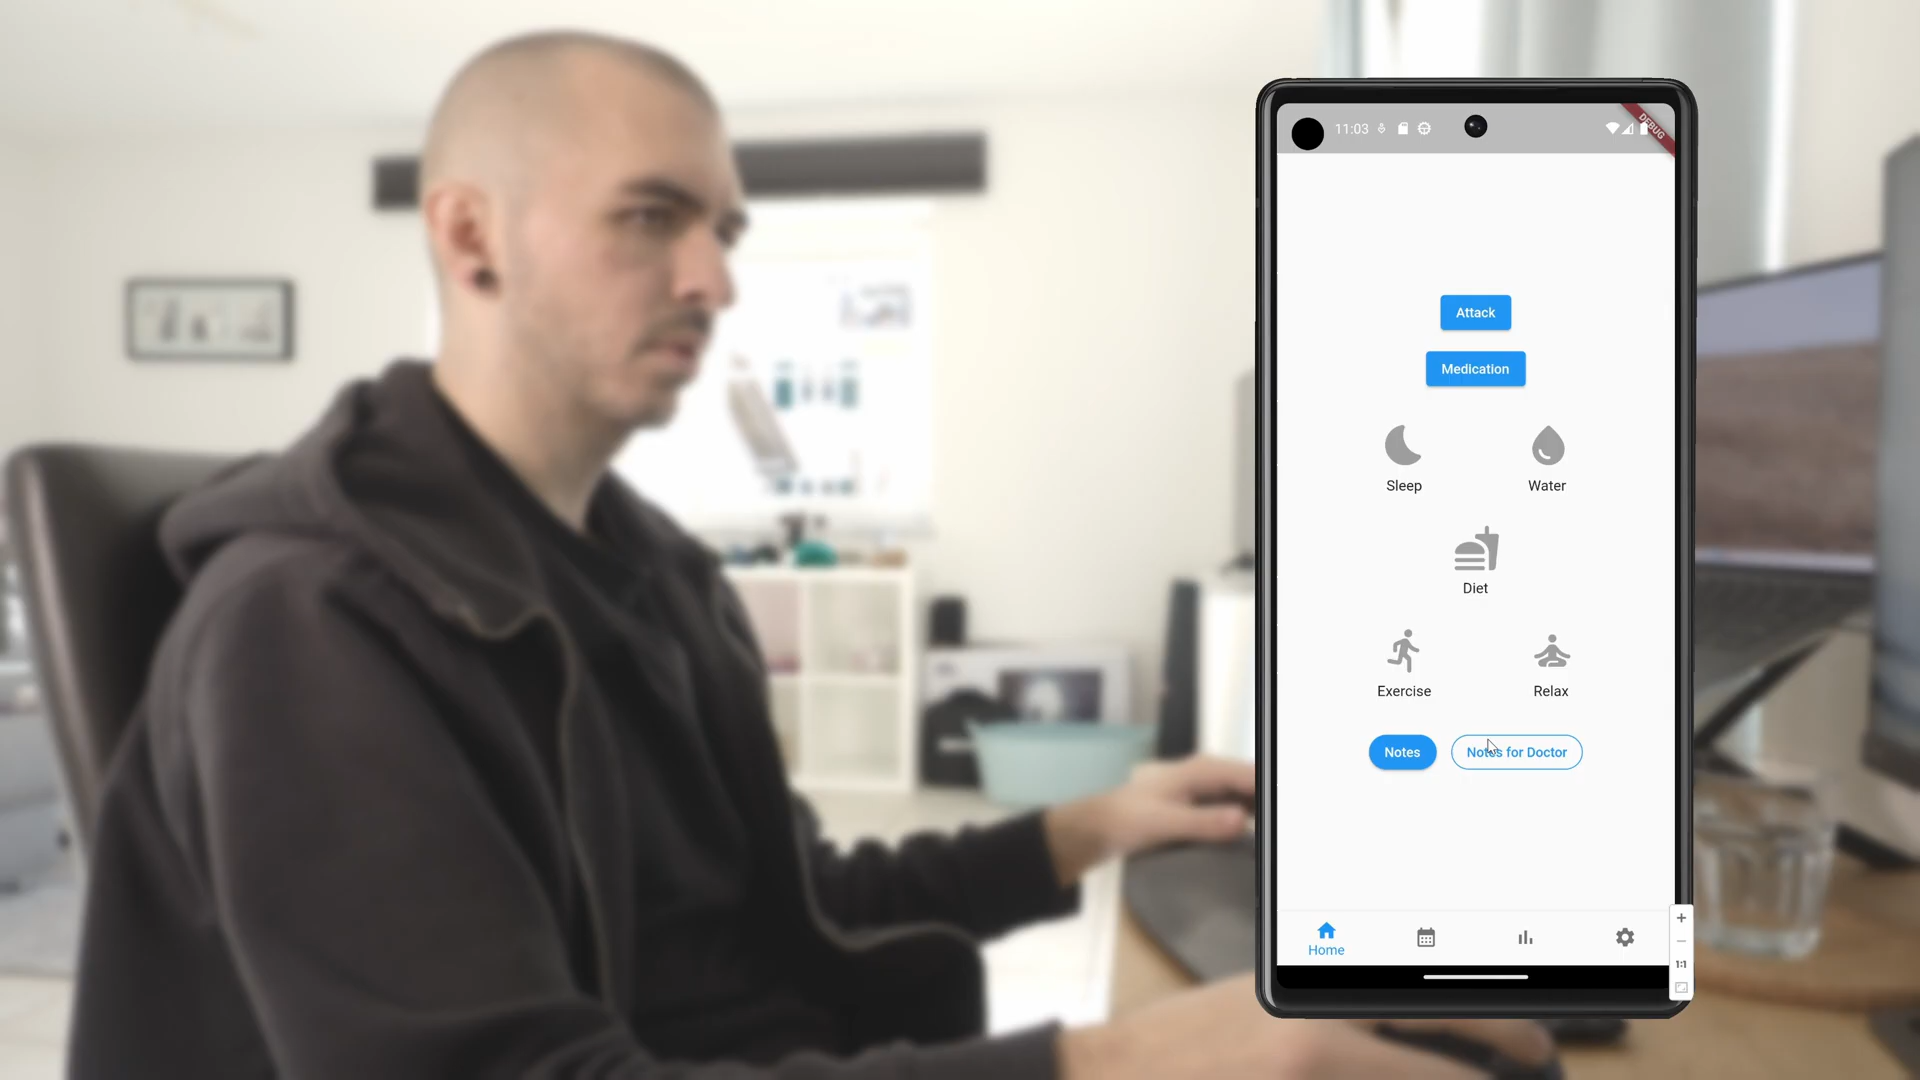 11:03
DEBUG
Attack
Medication
Sleep
Water
Diet
Exercise
Relax
Notes
Notes for Doctor
Home
1:1